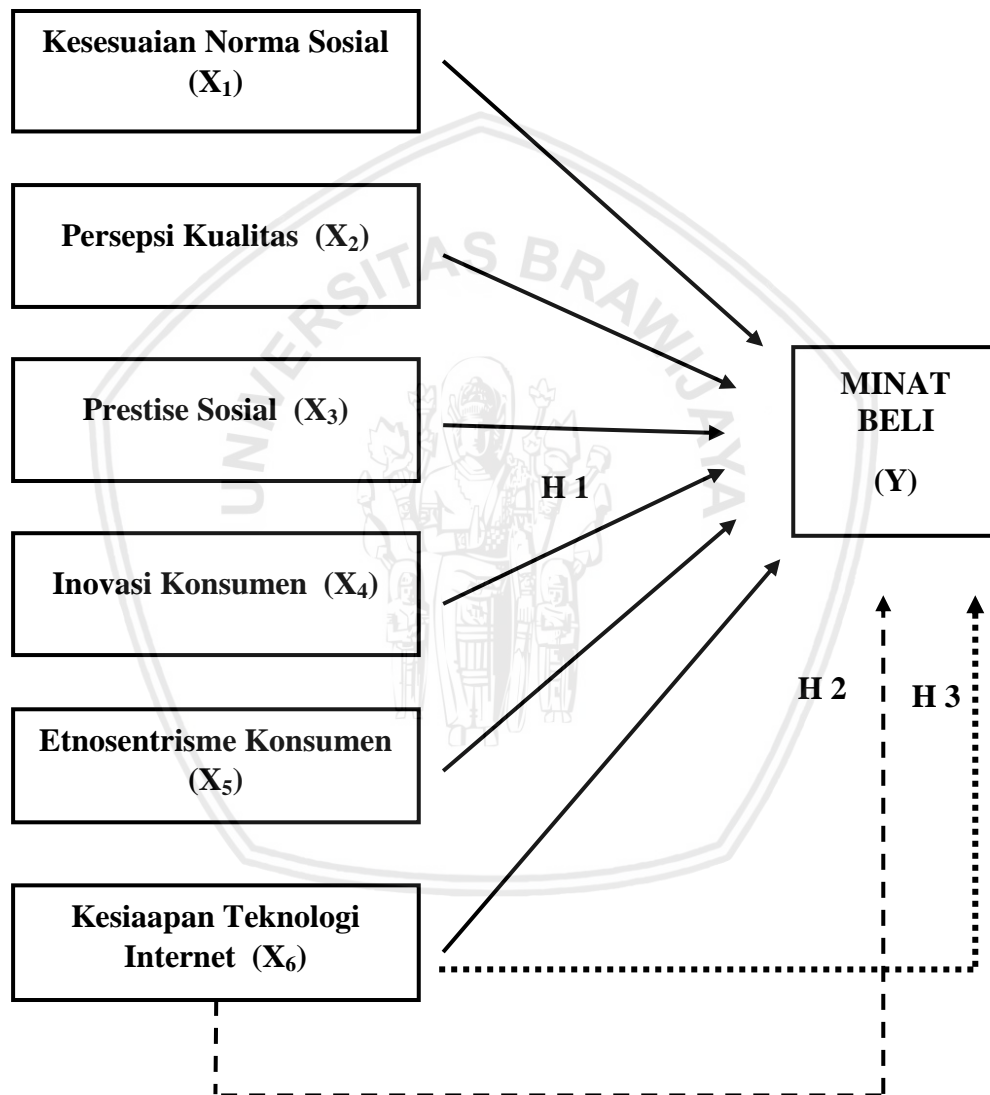 Kesesuaian Norma Sosial
(X₁)
Persepsi Kualitas (X₂)
Prestise Sosial (X₃)
Inovasi Konsumen (X₄)
Etnosentrisme Konsumen
(X₅)
Kesiaapan Teknologi
Internet (X₆)
H 1
MINAT
BELI
(Y)
H 2
H 3
UNIVERSITAS BRAWIJAYA